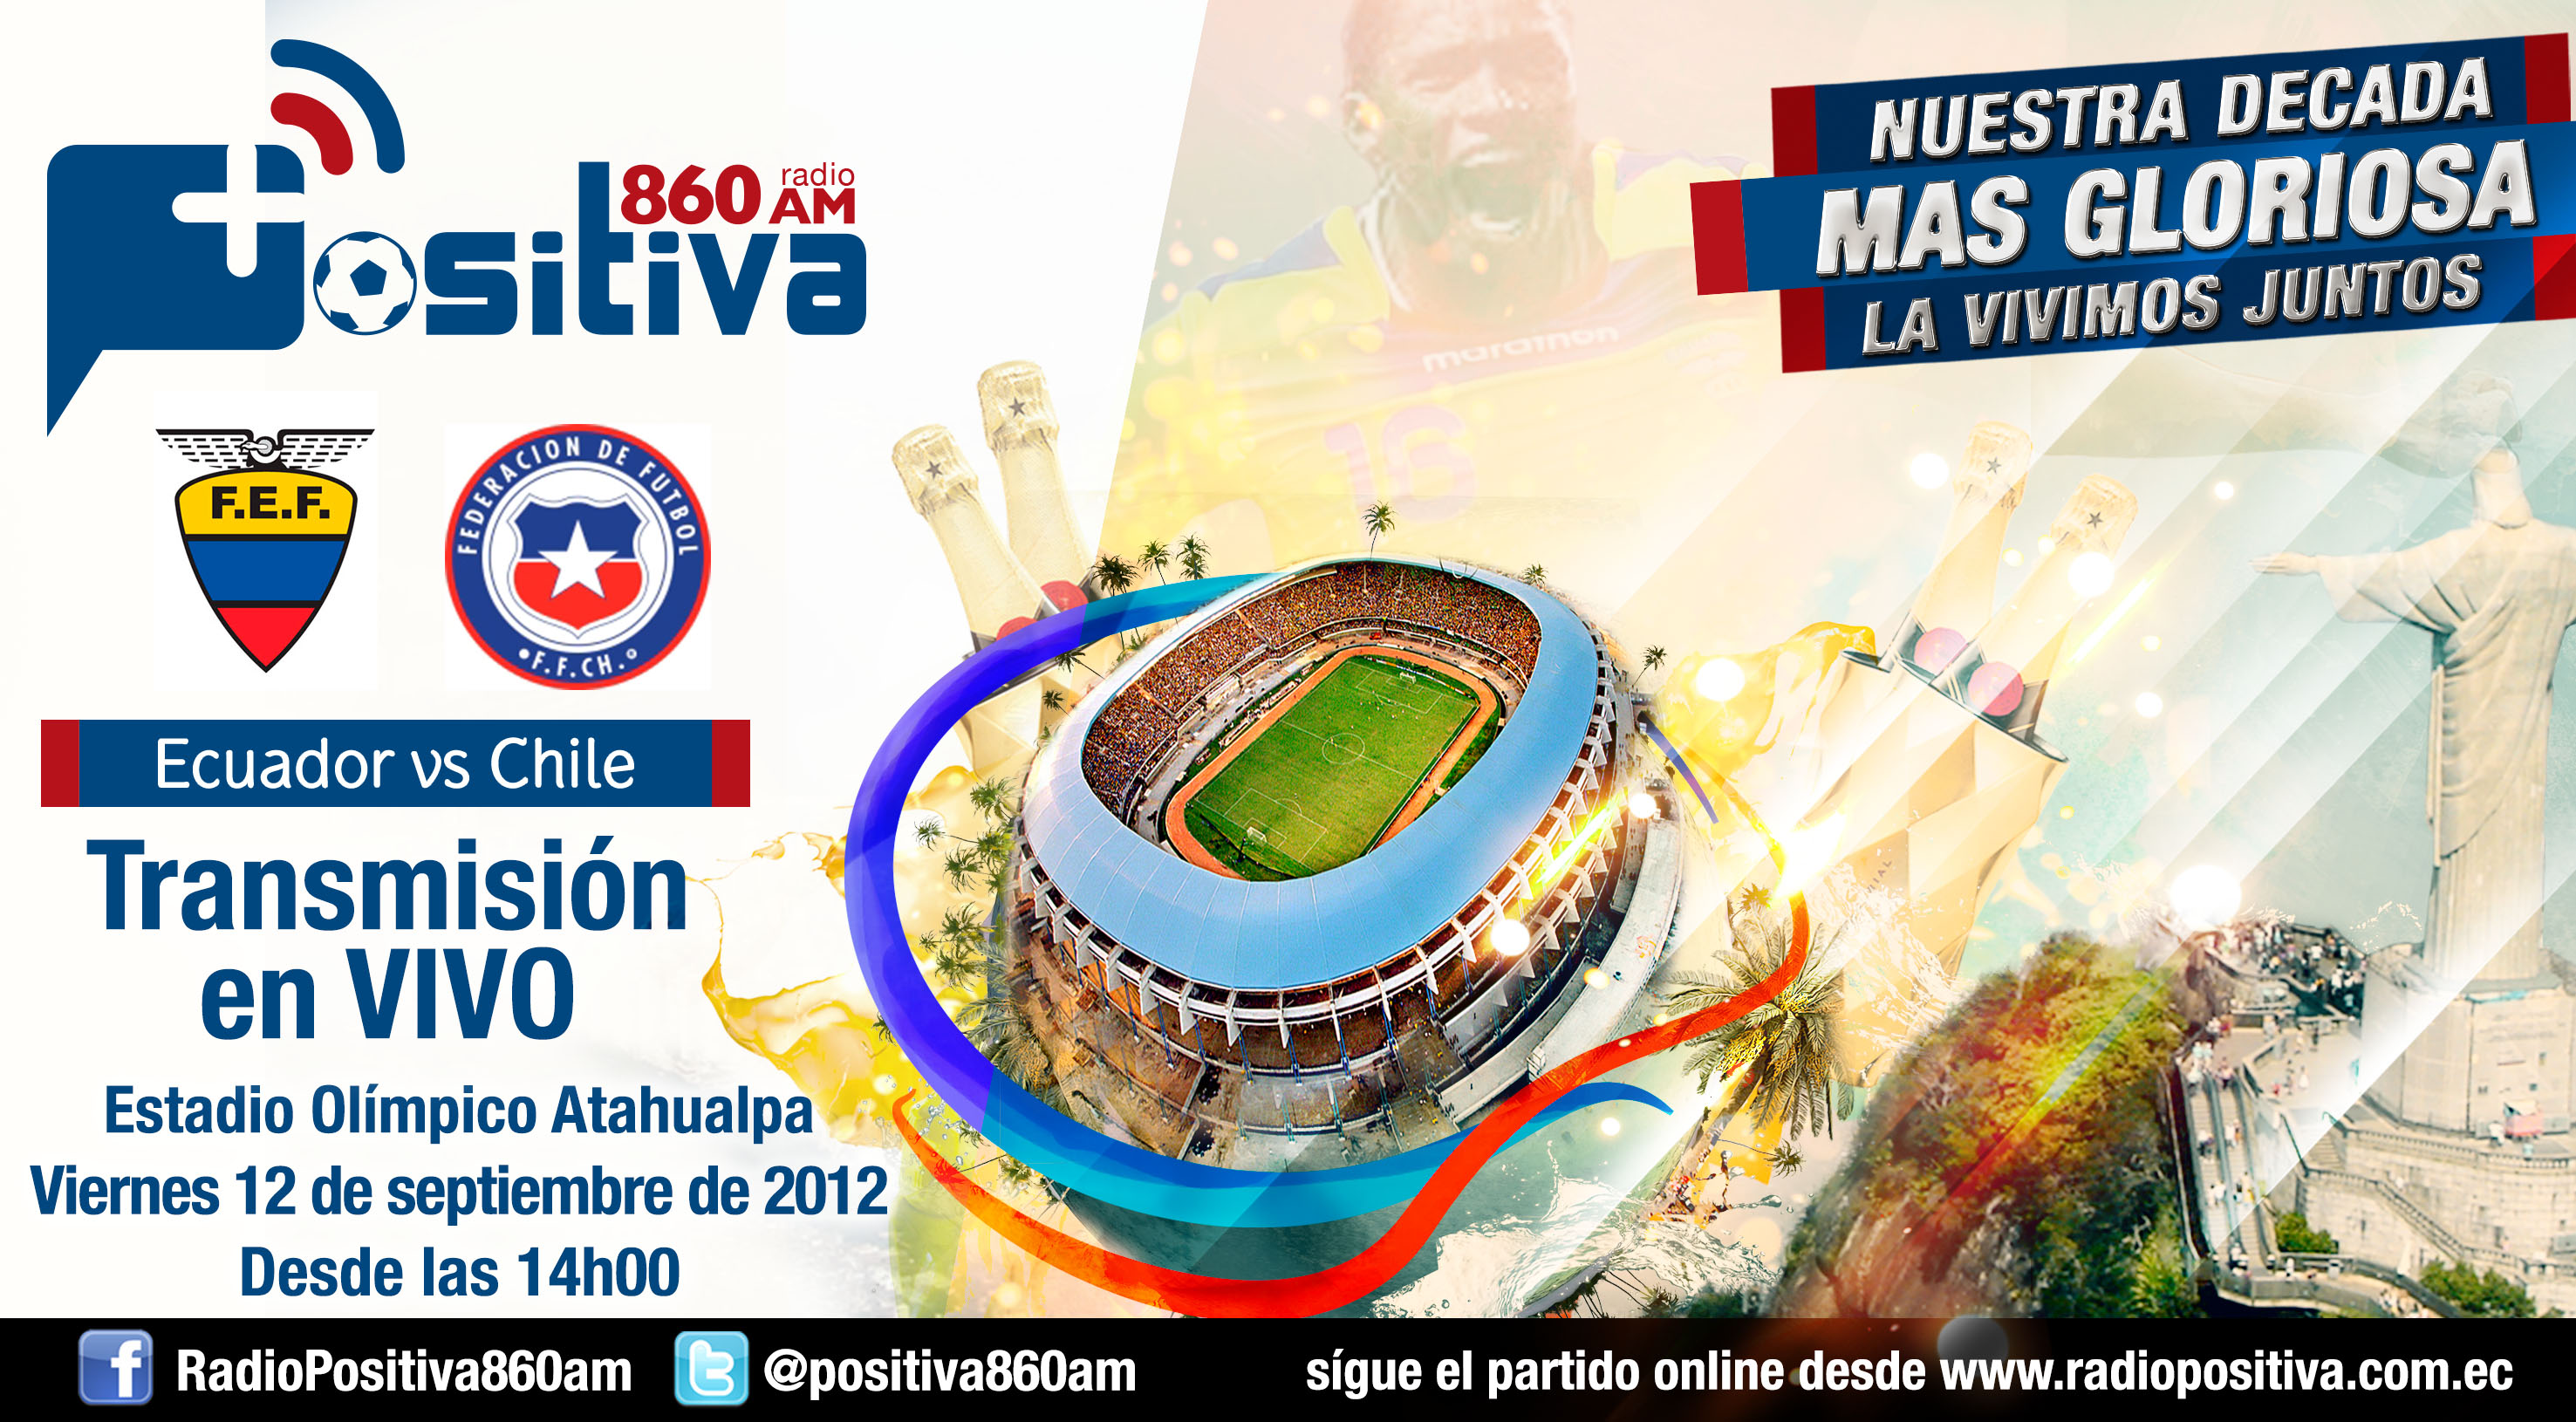 Positiva
860 radio AM
NUESTRA DECADA
MAS GLORIOSA
LA VIVIMOS JUNTOS
marathon
16
F.E.F.
FEDERACION DE FUTBOL
F.F.CH.
Ecuador vs Chile
Transmisión
en VIVO
Estadio Olímpico Atahualpa
Viernes 12 de septiembre de 2012
Desde las 14h00
f RadioPositiva860am
t @positiva860am
sígue el partido online desde www.radiopositiva.com.ec